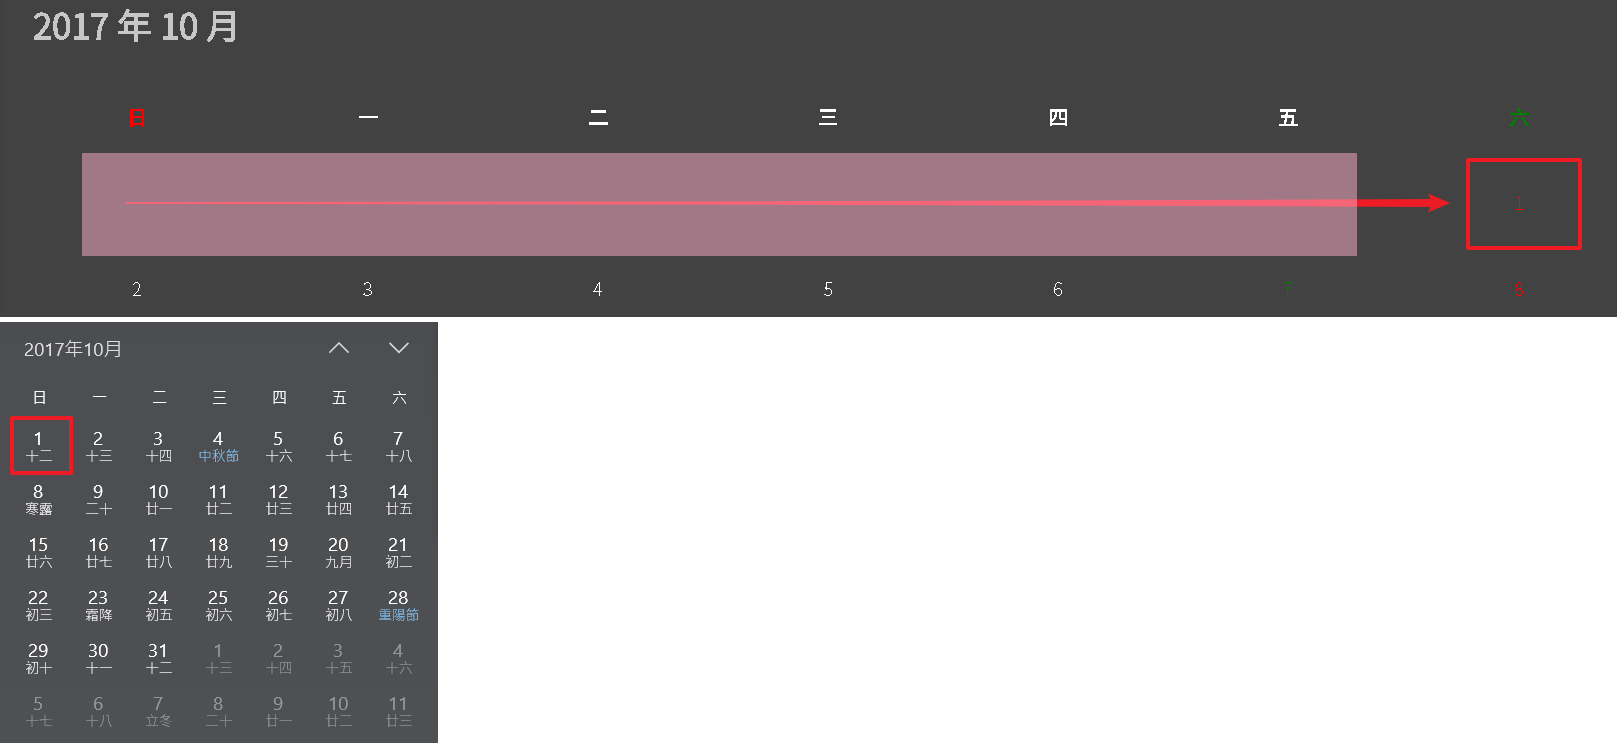 2017 年 10 月
日 一 二 三 四 五 六
1
2 3 4 5 6 7 8
2017年10月
日 一 二 三 四 五 六
1 2 3 4 5 6 7
十二 十三 十四 中秋節 十六 十七 十八
8 9 10 11 12 13 14
寒露 二十 廿一 廿二 廿三 廿四 廿五
15 16 17 18 19 20 21
廿六 廿七 廿八 廿九 三十 九月 初二
22 23 24 25 26 27 28
初三 霜降 初五 初六 初七 初八 重陽節
29 30 31 1 2 3 4
初十 十一 十二 十三 十四 十五 十六
5 6 7 8 9 10 11
十七 十八 立冬 二十 廿一 廿二 廿三